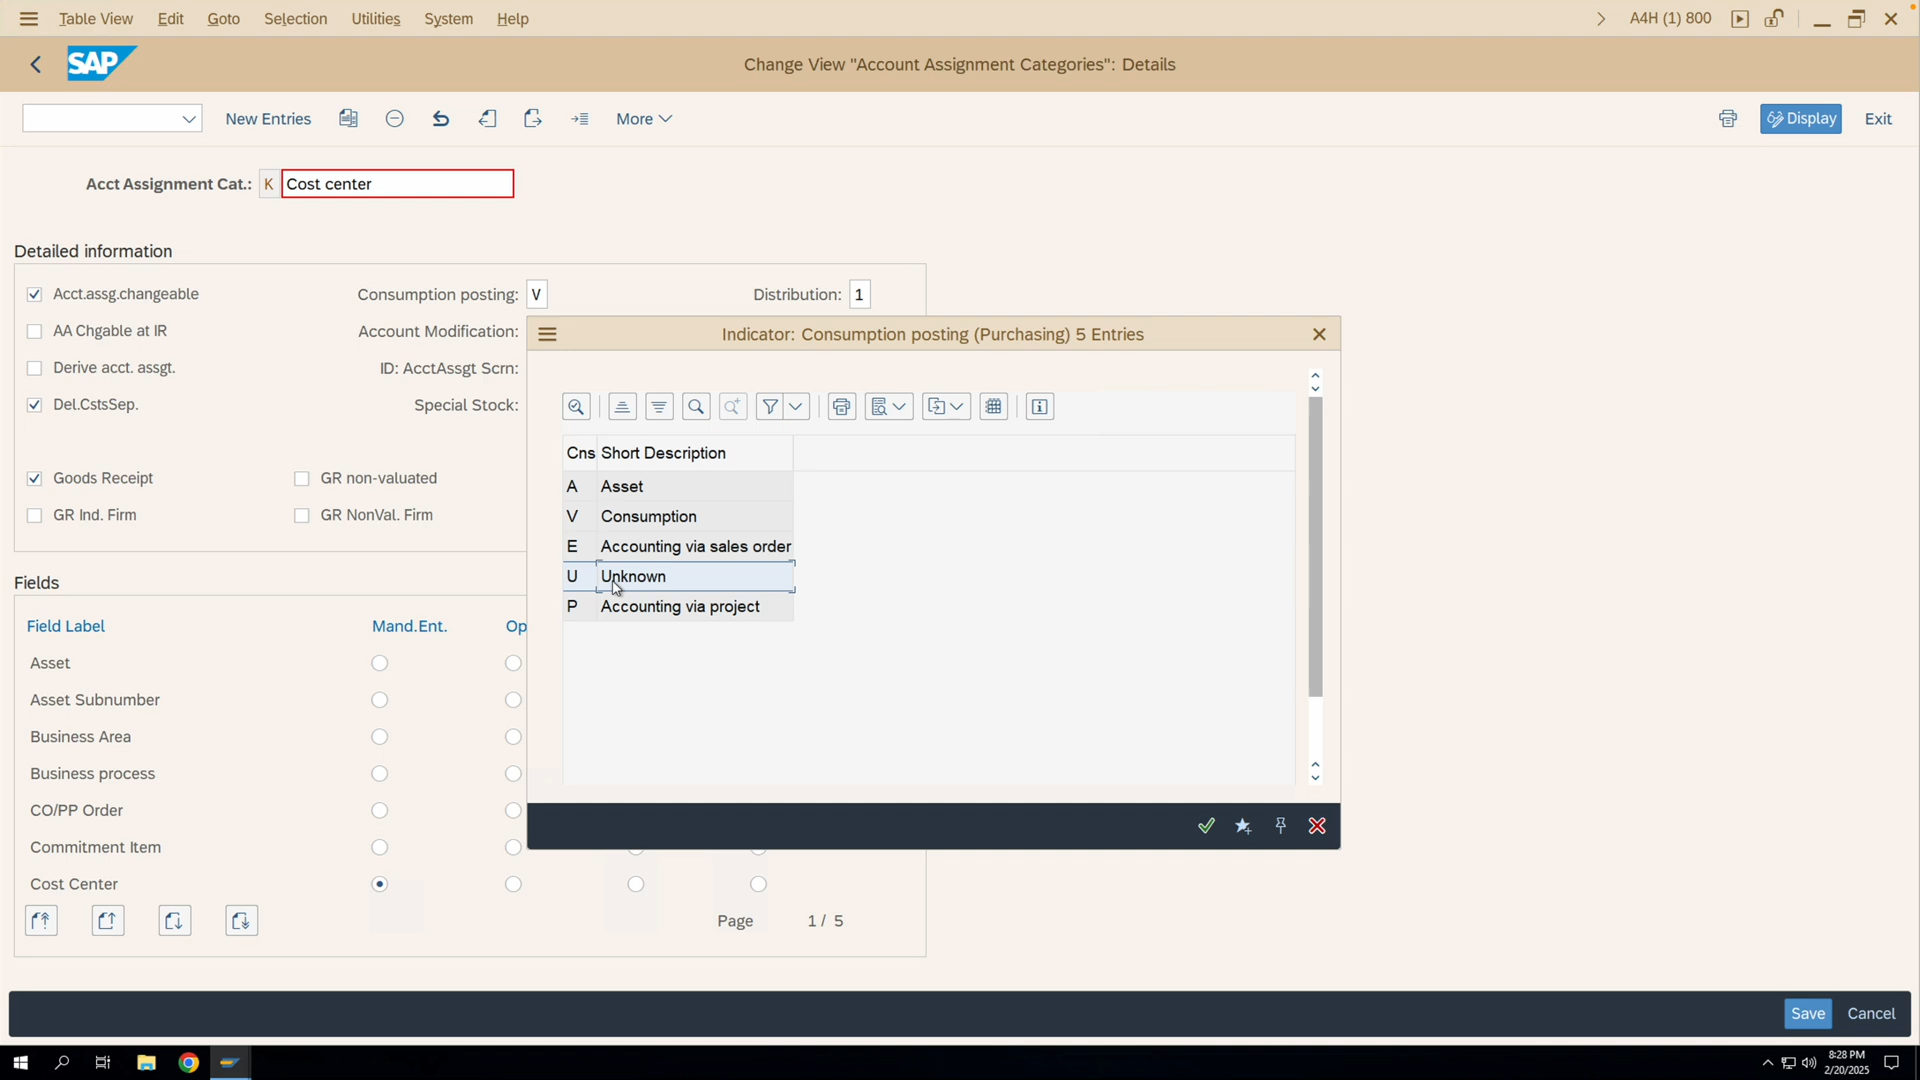 Table View Edit Goto Selection Utilities System Help A4H (1) 800
SAP Change View "Account Assignment Categories": Details
New Entries More Display Exit
Acct Assignment Cat.: K Cost center
Detailed information
Acct.assg.changeable Consumption posting: V Distribution: 1
AA Chgable at IR Account Modification:
Derive acct. assgt. ID: AcctAssgt Scrn:
Del.CstsSep. Special Stock:
Goods Receipt GR non-valuated
GR Ind. Firm GR NonVal. Firm
Indicator: Consumption posting (Purchasing) 5 Entries
Cns Short Description
A Asset
V Consumption
E Accounting via sales order
U Unknown
P Accounting via project
Fields
Field Label Mand.Ent. Op
Asset
Asset Subnumber
Business Area
Business process
CO/PP Order
Commitment Item
Cost Center
Page 1 / 5
Save Cancel
8:28 PM
2/20/2025